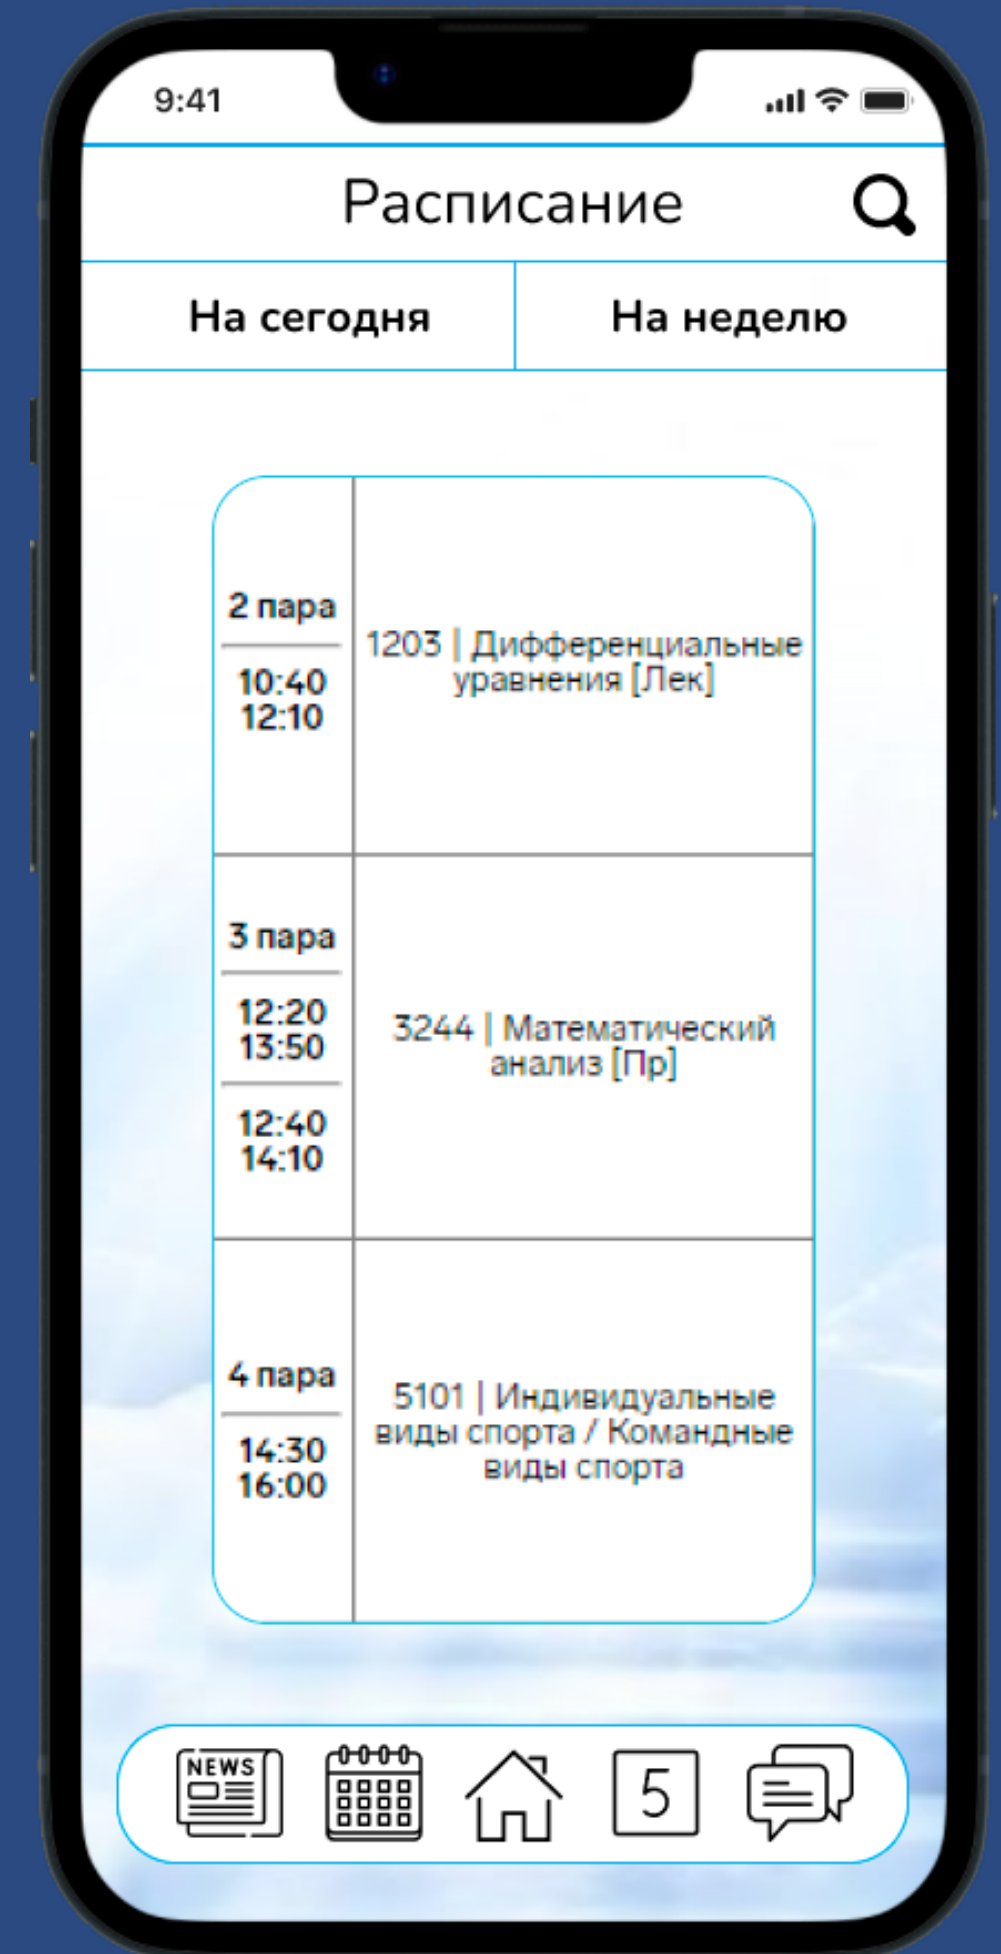 9:41
Расписание
На сегодня
На неделю
2 пара
10:40
12:10
1203 | Дифференциальные
уравнения [Лек]
3 пара
12:20
13:50
12:40
14:10
3244 | Математический
анализ [Пр]
4 пара
14:30
16:00
5101 | Индивидуальные
виды спорта / Командные
виды спорта
NEWS
5